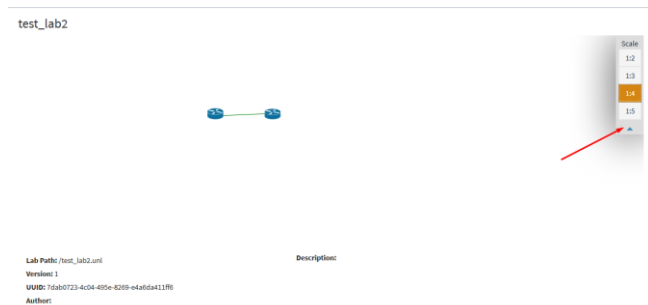 test_lab2
Scale
1:2
1:3
1:4
1:5
Lab Path: /test_lab2.unl
Description:
Version: 1
UUID: 7dab0723-4c04-495e-8269-e4a6da411ff6
Author: